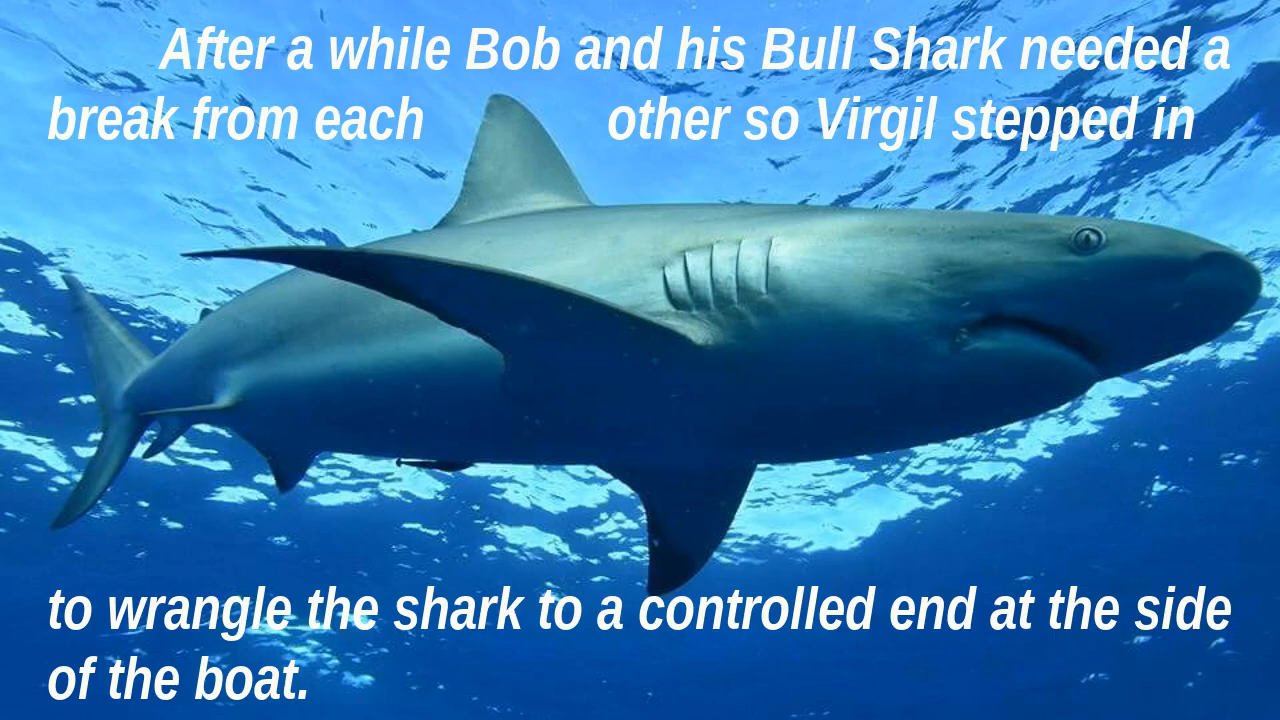 After a while Bob and his Bull Shark needed a
break from each other so Virgil stepped in
to wrangle the shark to a controlled end at the side
of the boat.